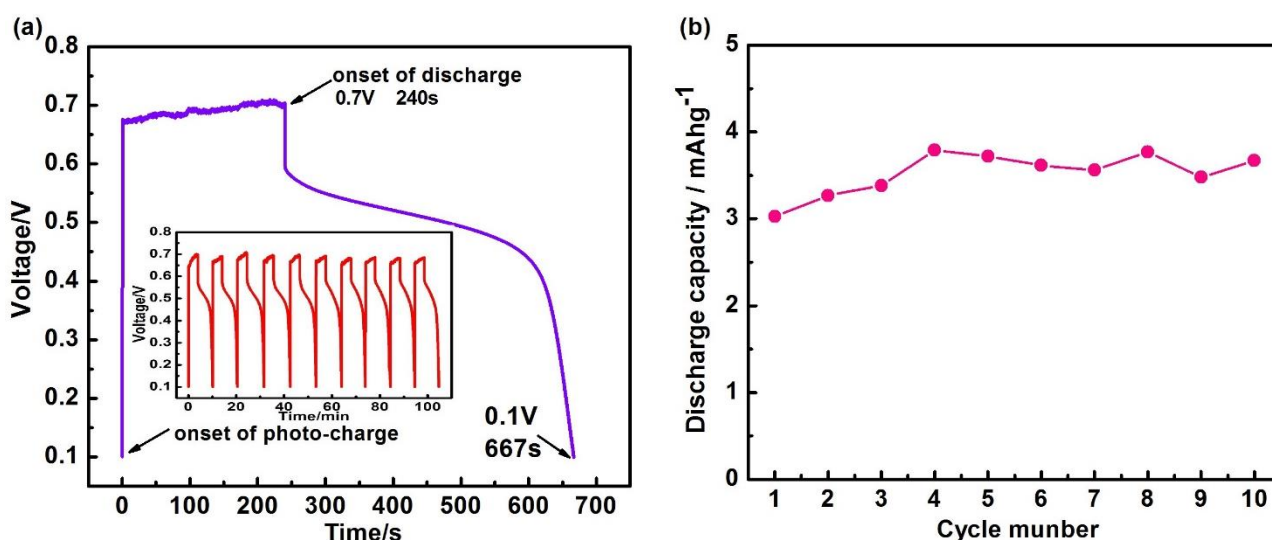 (a)
0.8
0.7
0.6
0.5
0.4
0.3
0.2
0.1
Voltage/V
onset of discharge
0.7V 240s
0.8
0.7
0.6
0.5
0.4
0.3
0.2
0.1
Voltage/V
0 20 40 60 80 100
Time/min
onset of photo-charge
0.1V
667s
0 100 200 300 400 500 600 700
Time/s
(b)
5
4
3
2
1
0
Discharge capacity / mAhg-1
1 2 3 4 5 6 7 8 9 10
Cycle munber